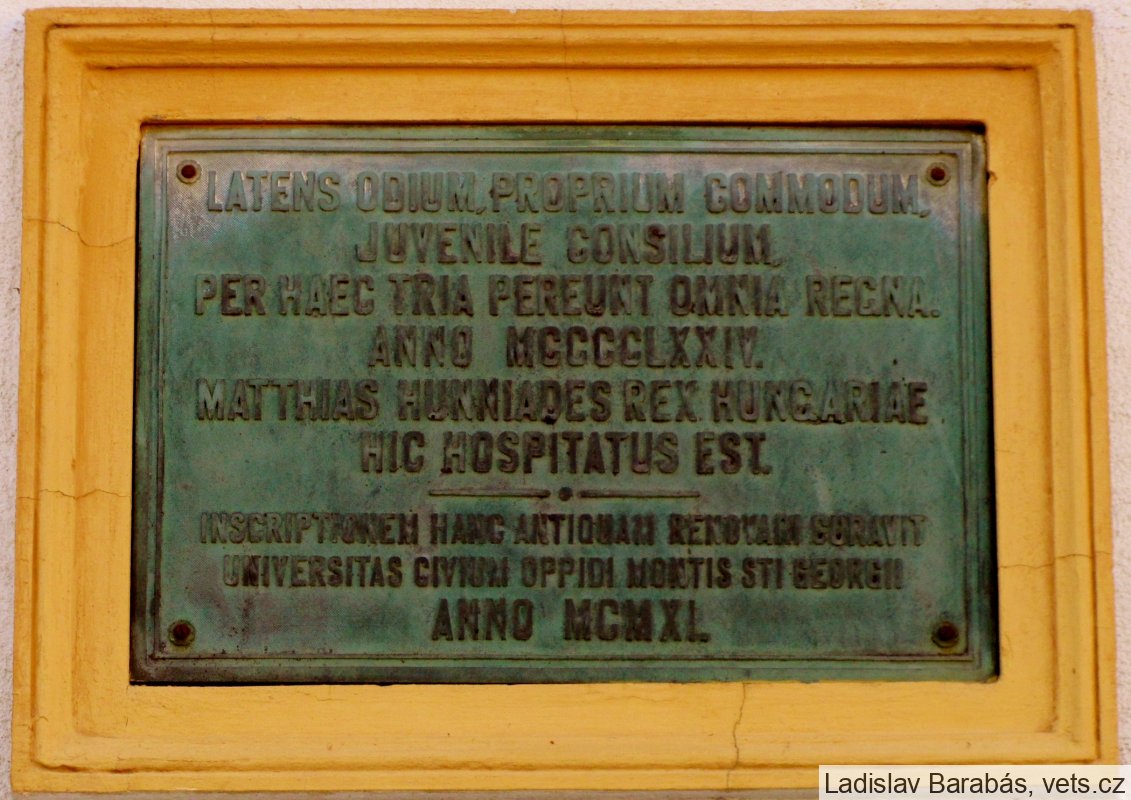 LATENS ODIUM, PROPRIUM COMMODUM,
JUVENILE CONSILIUM,
PER HAEC TRIA PEREUNT OMNIA REGNA.
ANNO MCCCCLXXIV.
MATTHIAS HUNNIADES REX HUNGARIAE
HIC HOSPITATUS EST.
INSCRIPTIONEM HANC ANTIQUAM RENOVARI CURAVIT
UNIVERSITAS CIVIUM OPPIDI MONTIS STI GEORGII
ANNO MCMXI.
Ladislav Barabás, vets.cz